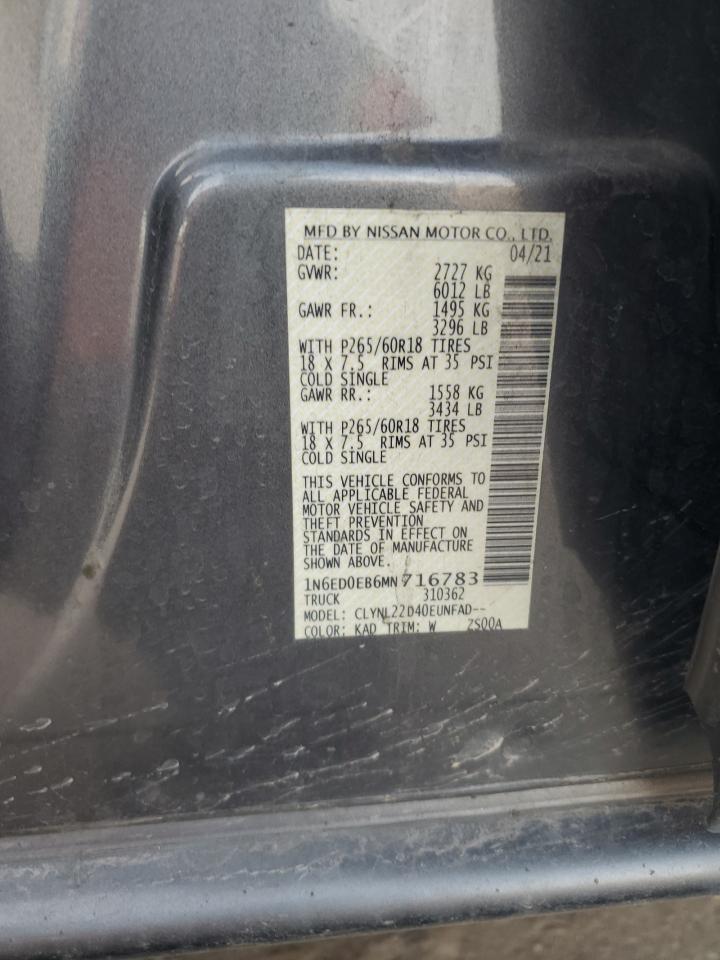 MFD BY NISSAN MOTOR CO., LTD.
DATE: 04/21
GVWR: 2727 KG
6012 LB
GAWR FR.: 1495 KG
3296 LB
WITH P265/60R18 TIRES
18 X 7.5 RIMS AT 35 PSI
COLD SINGLE
GAWR RR.: 1558 KG
3434 LB
WITH P265/60R18 TIRES
18 X 7.5 RIMS AT 35 PSI
COLD SINGLE
THIS VEHICLE CONFORMS TO
ALL APPLICABLE FEDERAL
MOTOR VEHICLE SAFETY AND
THEFT PREVENTION
STANDARDS IN EFFECT ON
THE DATE OF MANUFACTURE
SHOWN ABOVE.
1N6ED0EB6MN716783
TRUCK 310362
MODEL: CLYNL22D40EUNFAD--
COLOR: KAD TRIM: W ZS00A